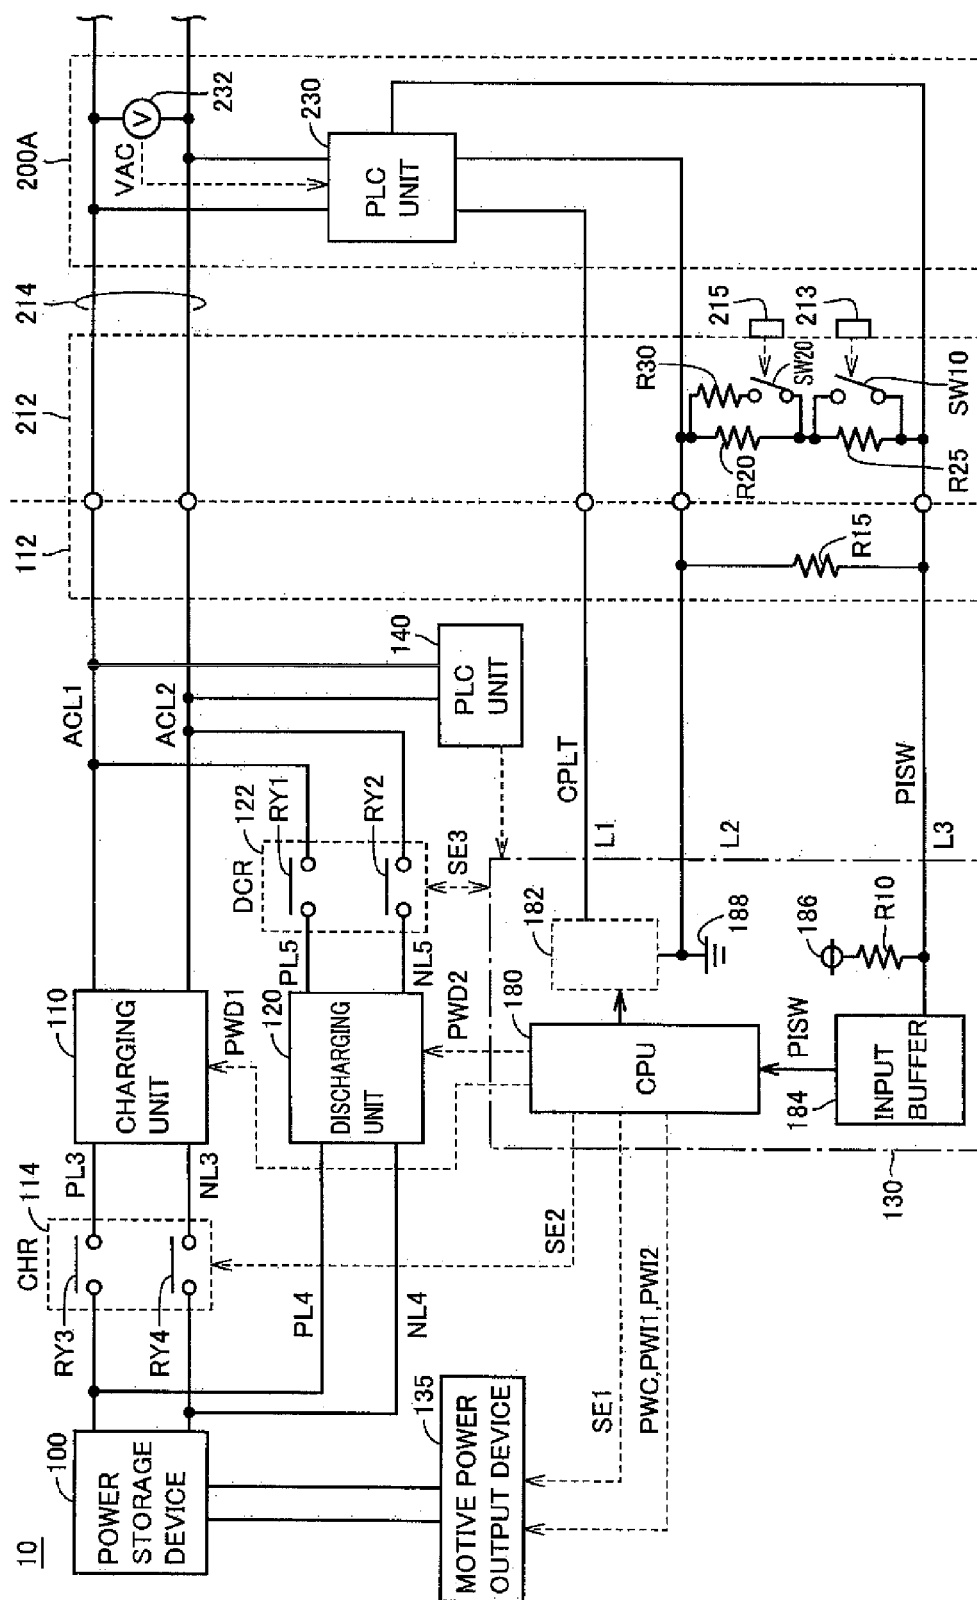 10
100
POWER
STORAGE
DEVICE
CHR
114
RY3
RY4
PL3
NL3
110
CHARGING
UNIT
PWD1
ACL1
ACL2
112
212
214
200A
VAC
V
232
230
PLC
UNIT
PL4
NL4
120
DISCHARGING
UNIT
PL5
NL5
DCR
122
RY1
RY2
SE3
140
PLC
UNIT
135
MOTIVE POWER
OUTPUT DEVICE
SE1
PWC,PWI1,PWI2
SE2
PWD2
180
CPU
182
188
CPLT
L1
L2
L3
PISW
186
R10
PISW
184
INPUT
BUFFER
130
R15
R20
R25
R30
SW20
SW10
215
213